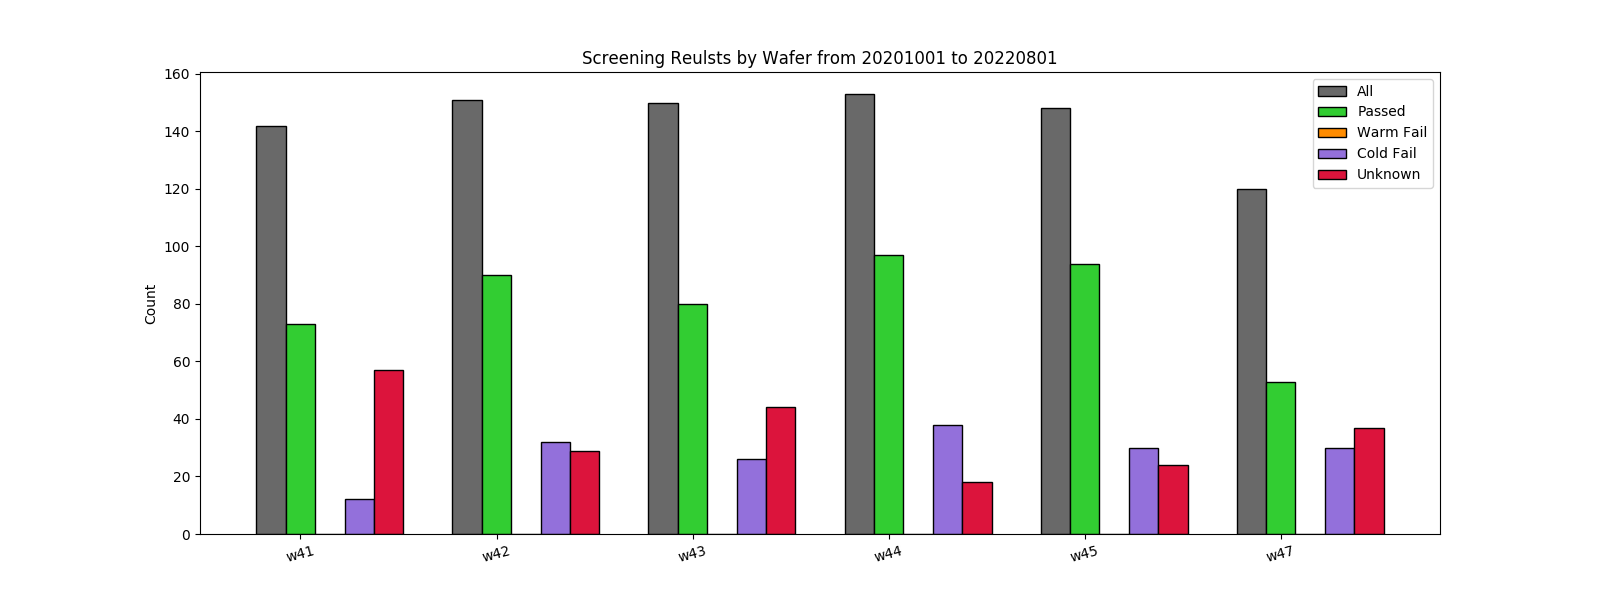 Screening Reulsts by Wafer from 20201001 to 20220801
160
140
120
100
80
60
40
20
0
Count
All
Passed
Warm Fail
Cold Fail
Unknown
w41
w42
w43
w44
w45
w47